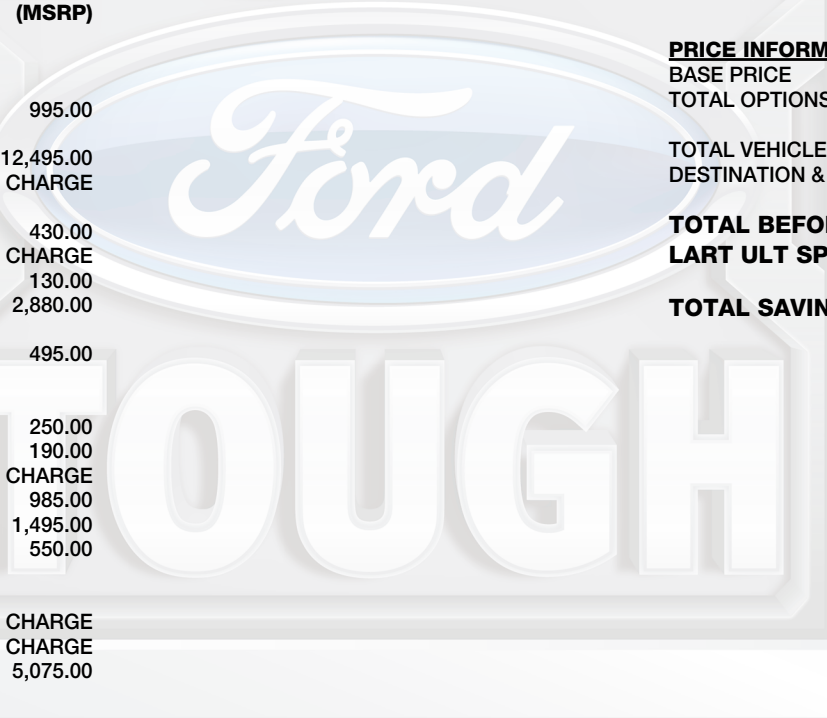 (MSRP)
995.00
12,495.00
CHARGE
430.00
CHARGE
130.00
2,880.00
495.00
250.00
190.00
CHARGE
985.00
1,495.00
550.00
CHARGE
CHARGE
5,075.00
PRICE INFORM
BASE PRICE
TOTAL OPTIONS
TOTAL VEHICLE
DESTINATION &
TOTAL BEFO
LART ULT SP
TOTAL SAVIN
Ford
TOUGH